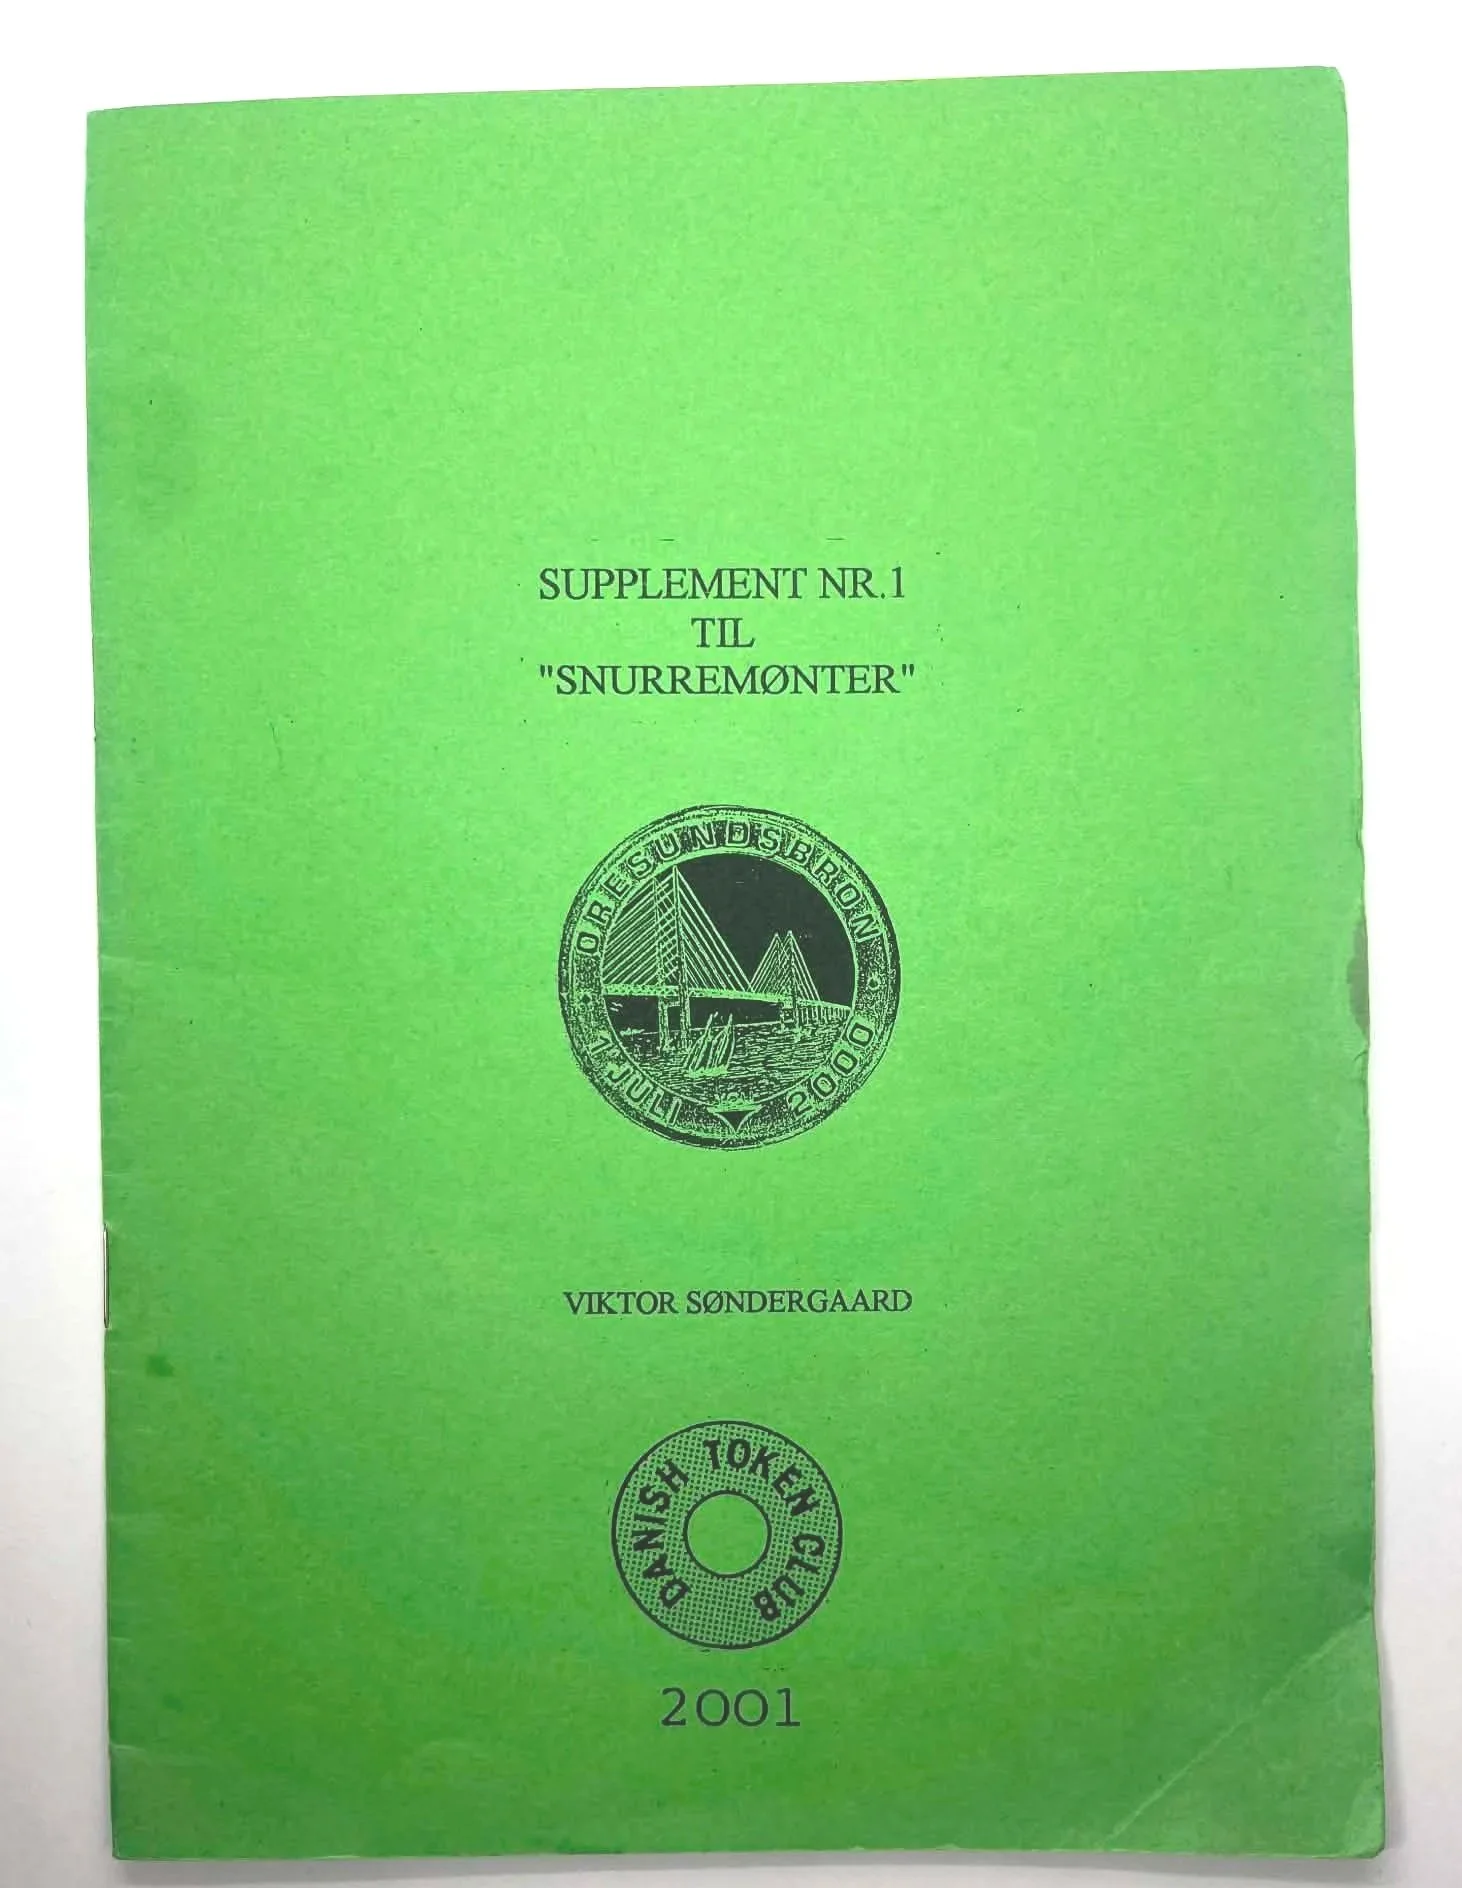 SUPPLEMENT NR.1
TIL
"SNURREMØNTER"
ØRESUNDSBRON
1 JULI 2000
VIKTOR SØNDERGAARD
DANISH TOKEN CLUB
2001